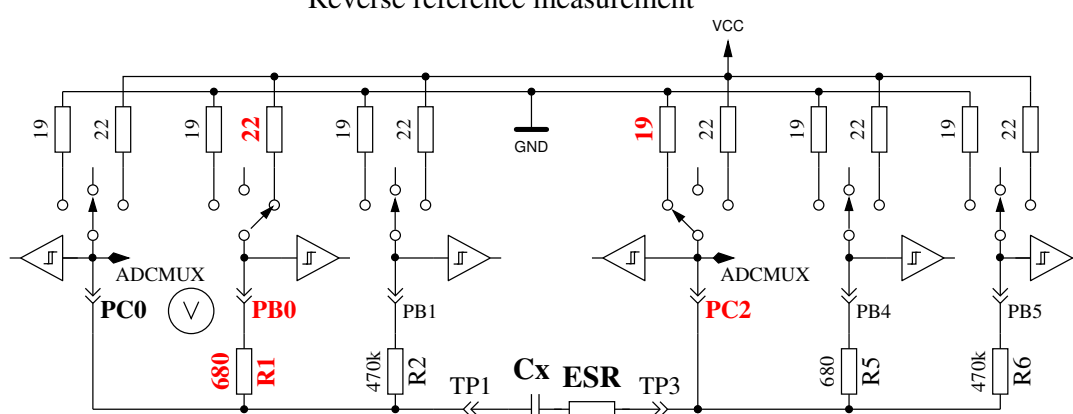 Reverse reference measurement
VCC
19
22
19
22
19
22
GND
19
22
19
22
19
22
ADCMUX
ADCMUX
PC0
V
PB0
PB1
PC2
PB4
PB5
680
R1
470k
R2
TP1
Cx
ESR
TP3
680
R5
470k
R6